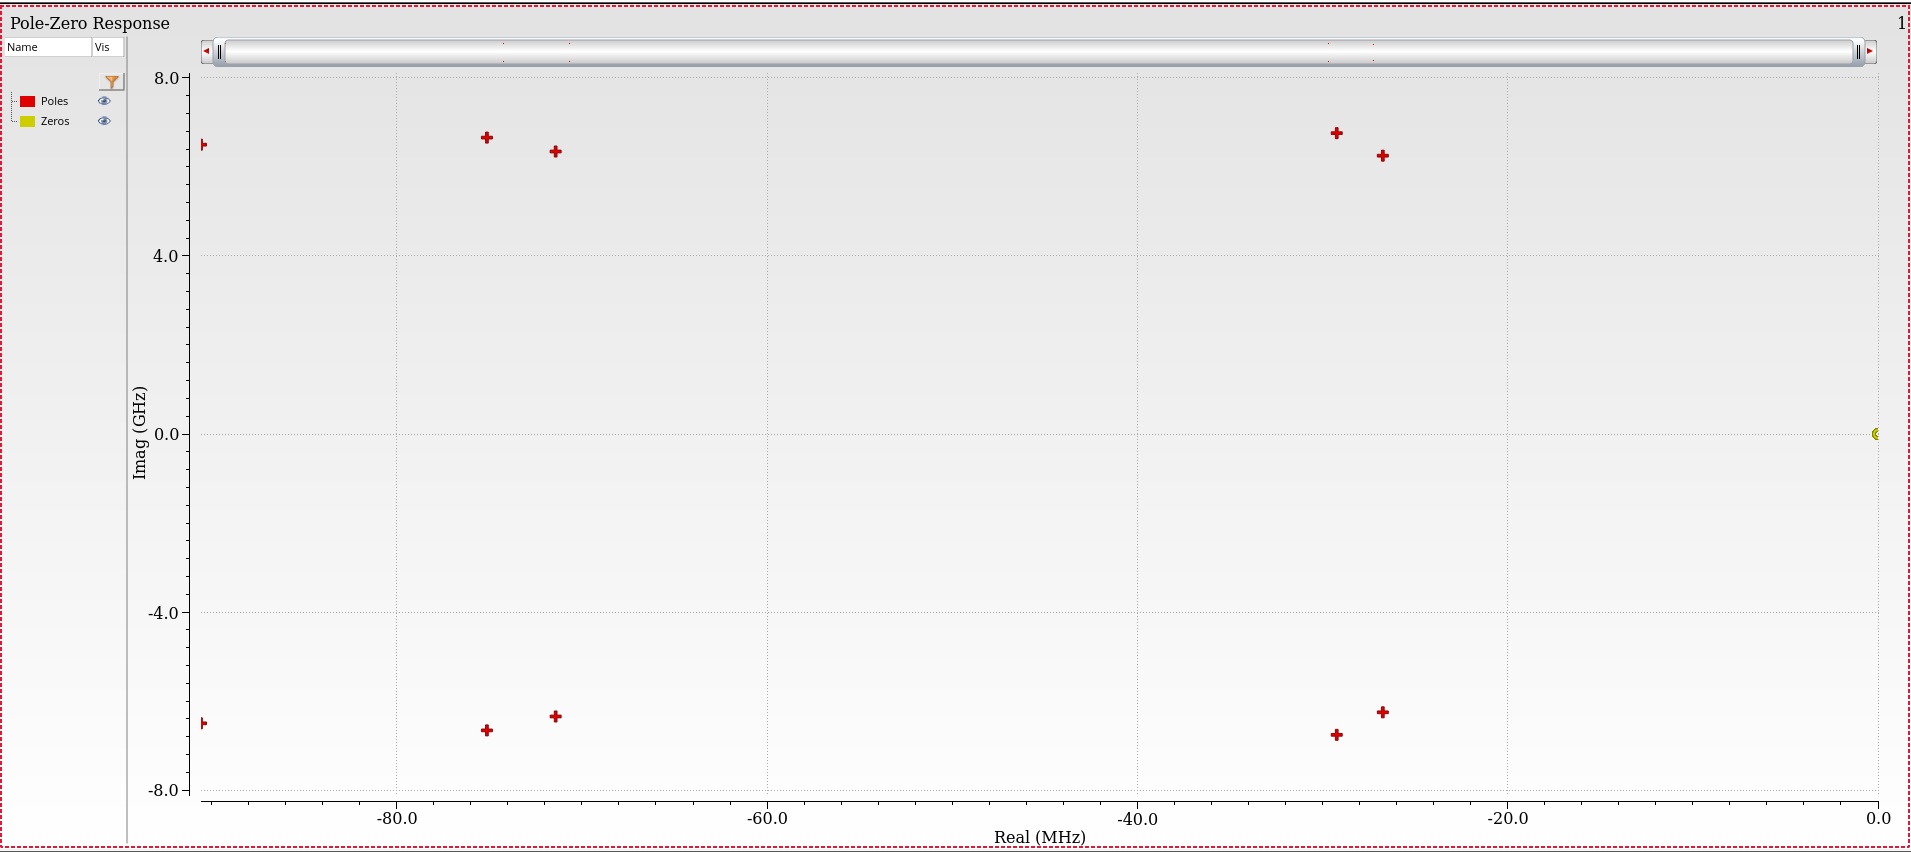 Pole-Zero Response
1
Name Vis
Poles
Zeros
8.0
4.0
0.0
-4.0
-8.0
Imag (GHz)
-80.0 -60.0 -40.0 -20.0 0.0
Real (MHz)